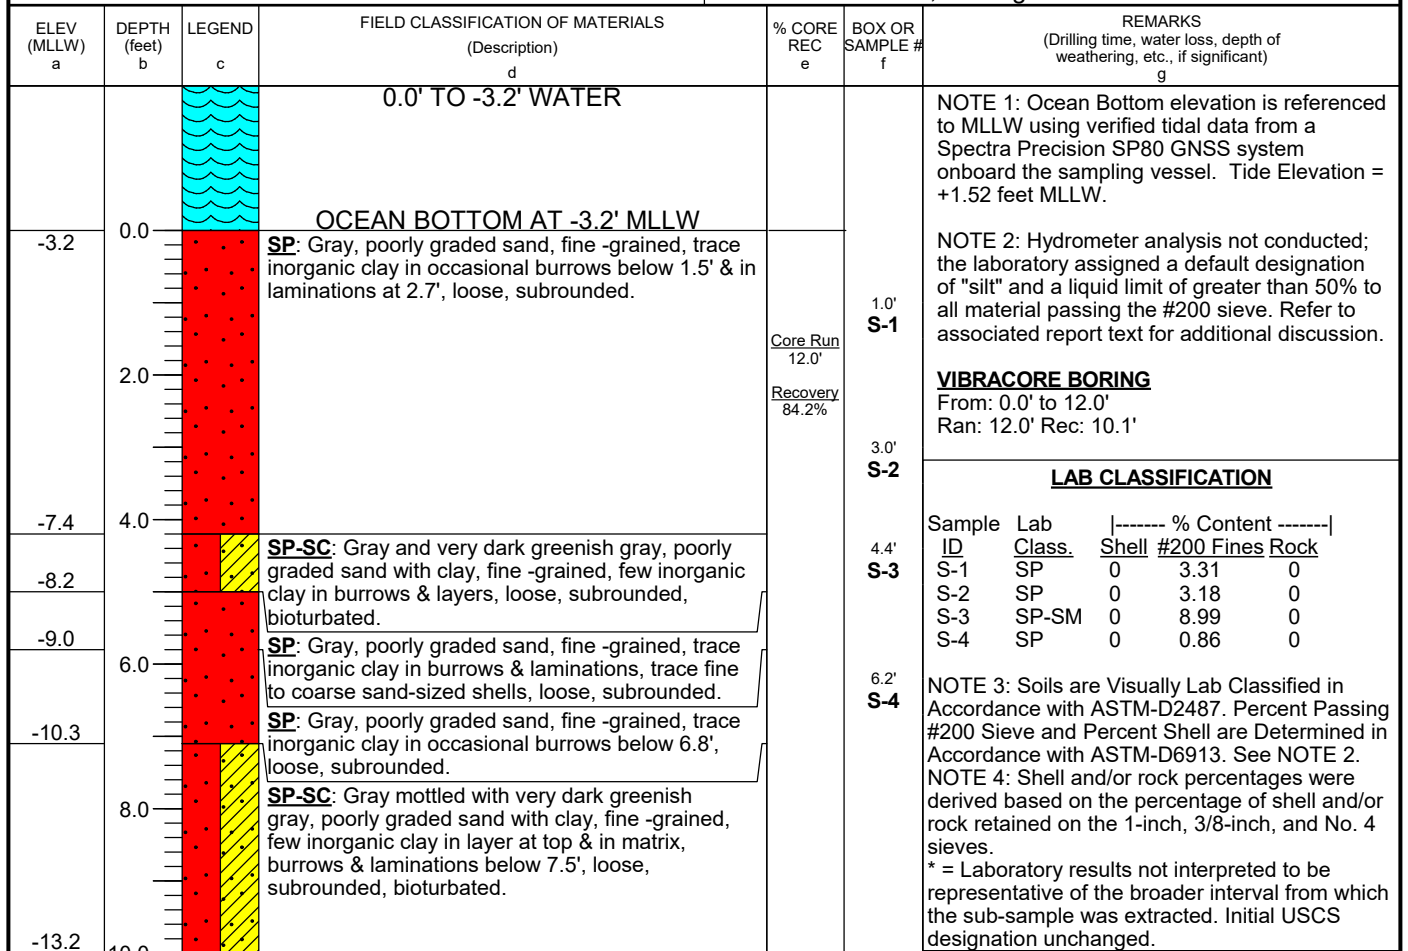 ELEV
(MLLW)
a
DEPTH
(feet)
b
LEGEND
c
FIELD CLASSIFICATION OF MATERIALS
(Description)
d
% CORE
REC
e
BOX OR
SAMPLE #
f
REMARKS
(Drilling time, water loss, depth of
weathering, etc., if significant)
g
0.0' TO -3.2' WATER
OCEAN BOTTOM AT -3.2' MLLW
-3.2
0.0
SP: Gray, poorly graded sand, fine -grained, trace
inorganic clay in occasional burrows below 1.5' & in
laminations at 2.7', loose, subrounded.
2.0
4.0
-7.4
SP-SC: Gray and very dark greenish gray, poorly
graded sand with clay, fine -grained, few inorganic
clay in burrows & layers, loose, subrounded,
bioturbated.
-8.2
SP: Gray, poorly graded sand, fine -grained, trace
inorganic clay in burrows & laminations, trace fine
to coarse sand-sized shells, loose, subrounded.
-9.0
6.0
SP: Gray, poorly graded sand, fine -grained, trace
inorganic clay in occasional burrows below 6.8',
loose, subrounded.
-10.3
SP-SC: Gray mottled with very dark greenish
gray, poorly graded sand with clay, fine -grained,
few inorganic clay in layer at top & in matrix,
burrows & laminations below 7.5', loose,
subrounded, bioturbated.
8.0
-13.2
10.0
Core Run
12.0'
Recovery
84.2%
1.0'
S-1
3.0'
S-2
4.4'
S-3
6.2'
S-4
NOTE 1: Ocean Bottom elevation is referenced
to MLLW using verified tidal data from a
Spectra Precision SP80 GNSS system
onboard the sampling vessel. Tide Elevation =
+1.52 feet MLLW.
NOTE 2: Hydrometer analysis not conducted;
the laboratory assigned a default designation
of "silt" and a liquid limit of greater than 50% to
all material passing the #200 sieve. Refer to
associated report text for additional discussion.
VIBRACORE BORING
From: 0.0' to 12.0'
Ran: 12.0' Rec: 10.1'
LAB CLASSIFICATION
Sample Lab |------- % Content -------|
ID Class. Shell #200 Fines Rock
S-1 SP 0 3.31 0
S-2 SP 0 3.18 0
S-3 SP-SM 0 8.99 0
S-4 SP 0 0.86 0
NOTE 3: Soils are Visually Lab Classified in
Accordance with ASTM-D2487. Percent Passing
#200 Sieve and Percent Shell are Determined in
Accordance with ASTM-D6913. See NOTE 2.
NOTE 4: Shell and/or rock percentages were
derived based on the percentage of shell and/or
rock retained on the 1-inch, 3/8-inch, and No. 4
sieves.
* = Laboratory results not interpreted to be
representative of the broader interval from which
the sub-sample was extracted. Initial USCS
designation unchanged.